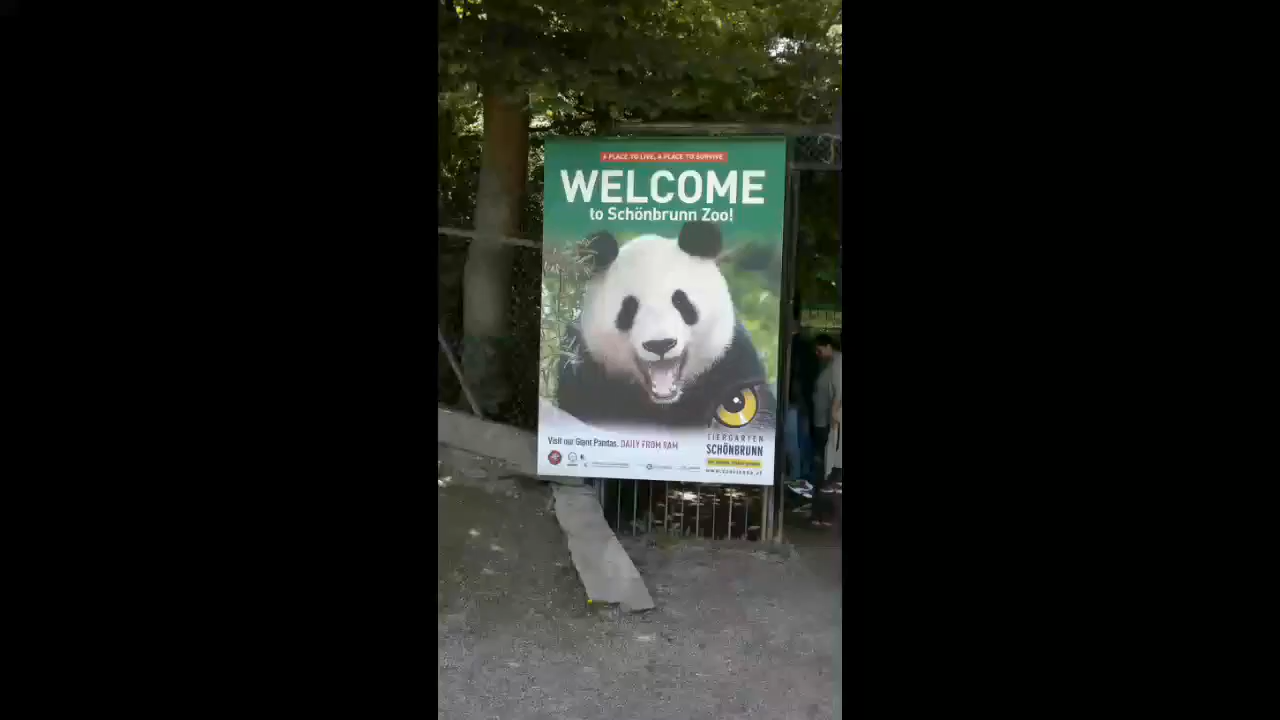 A PLACE TO LIVE, A PLACE TO SURVIVE
WELCOME
to Schönbrunn Zoo!
Visit our Giant Pandas. DAILY FROM 9AM
TIERGARTEN
SCHÖNBRUNN